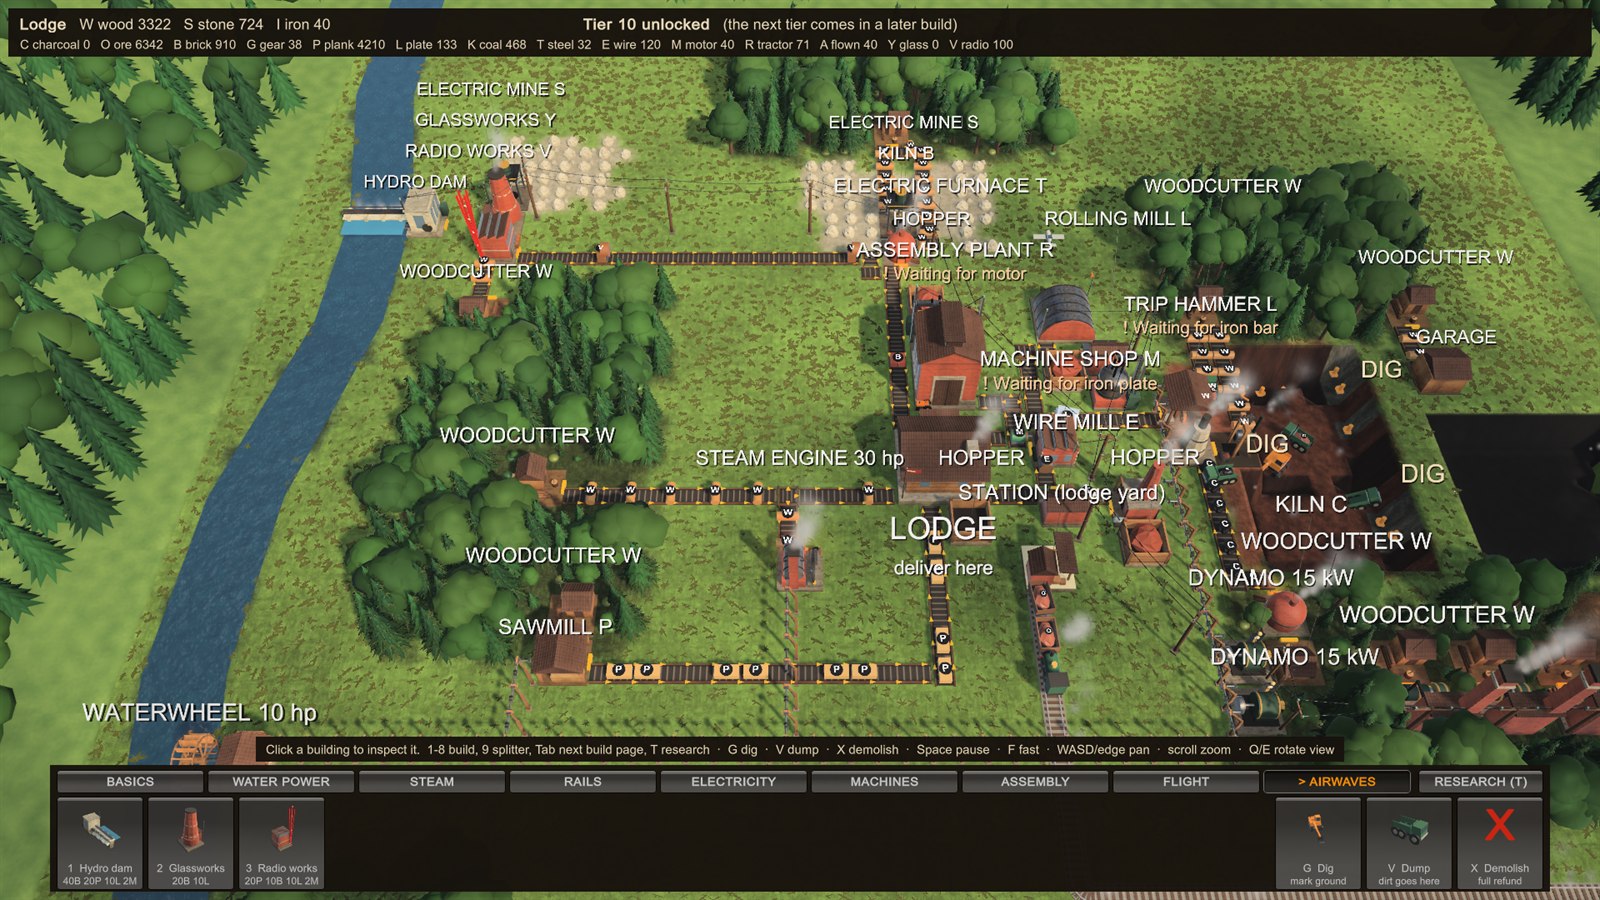 Lodge W wood 3322 S stone 724 I iron 40
Tier 10 unlocked (the next tier comes in a later build)
C charcoal 0 O ore 6342 B brick 910 G gear 38 P plank 4210 L plate 133 K coal 468 T steel 32 E wire 120 M motor 40 R tractor 71 A flown 40 Y glass 0 V radio 100
ELECTRIC MINE S
GLASSWORKS Y
ELECTRIC MINE S
RADIO WORKS V
KILN B
HYDRO DAM
ELECTRIC FURNACE T
WOODCUTTER W
HOPPER
ROLLING MILL L
ASSEMBLY PLANT R
! Waiting for motor
WOODCUTTER W
WOODCUTTER W
TRIP HAMMER L
! Waiting for iron bar
GARAGE
MACHINE SHOP M
! Waiting for iron plate
DIG
WIRE MILL E
WOODCUTTER W
DIG
STEAM ENGINE 30 hp
HOPPER
HOPPER
DIG
STATION (lodge yard)
KILN C
LODGE
deliver here
WOODCUTTER W
WOODCUTTER W
DYNAMO 15 kW
WOODCUTTER W
SAWMILL P
DYNAMO 15 kW
WATERWHEEL 10 hp
Click a building to inspect it. 1-8 build, 9 splitter, Tab next build page, T research · G dig · V dump · X demolish · Space pause · F fast · WASD/edge pan · scroll zoom · Q/E rotate view
BASICS
WATER POWER
STEAM
RAILS
ELECTRICITY
MACHINES
ASSEMBLY
FLIGHT
> AIRWAVES
RESEARCH (T)
1 Hydro dam
40B 20P 10L 2M
2 Glassworks
20B 10L
3 Radio works
20P 10B 10L 2M
G Dig
mark ground
V Dump
dirt goes here
X Demolish
full refund